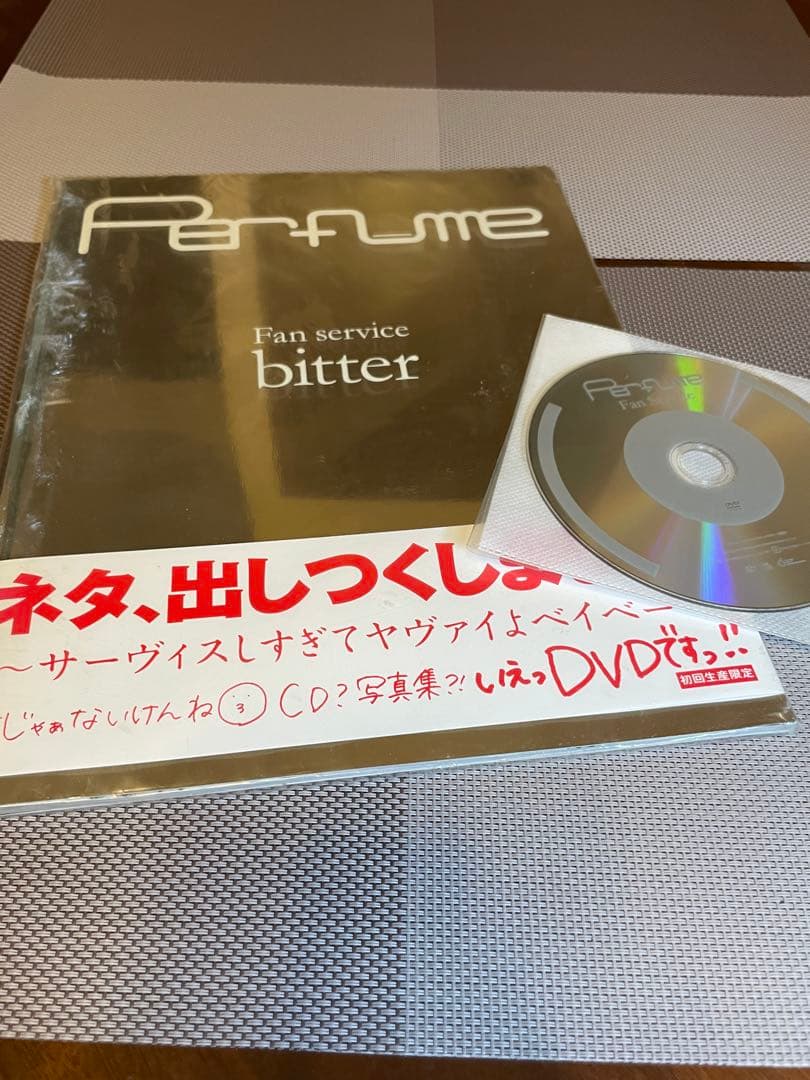 Perfume
Fan service
bitter
Perfume
Fan
DVD
ネタ、出しつくしま
～サーヴィスしすぎてヤヴァイよベイベー
じゃぁないけんね CD?写真集?!いえっDVDですっ!!
初回生産限定